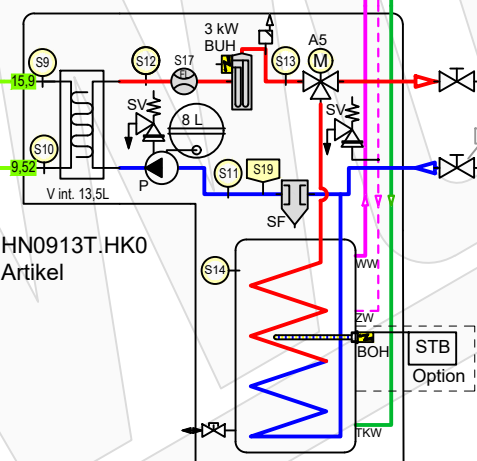 3 kW
BUH
A5
M
S9
S12
S17
S13
15,9
SV
8 L
SV
S10
9,52
P
S11
S19
V int. 13,5L
SF
HN0913T.HK0
Artikel
S14
WW
ZW
BOH
STB
Option
TKW